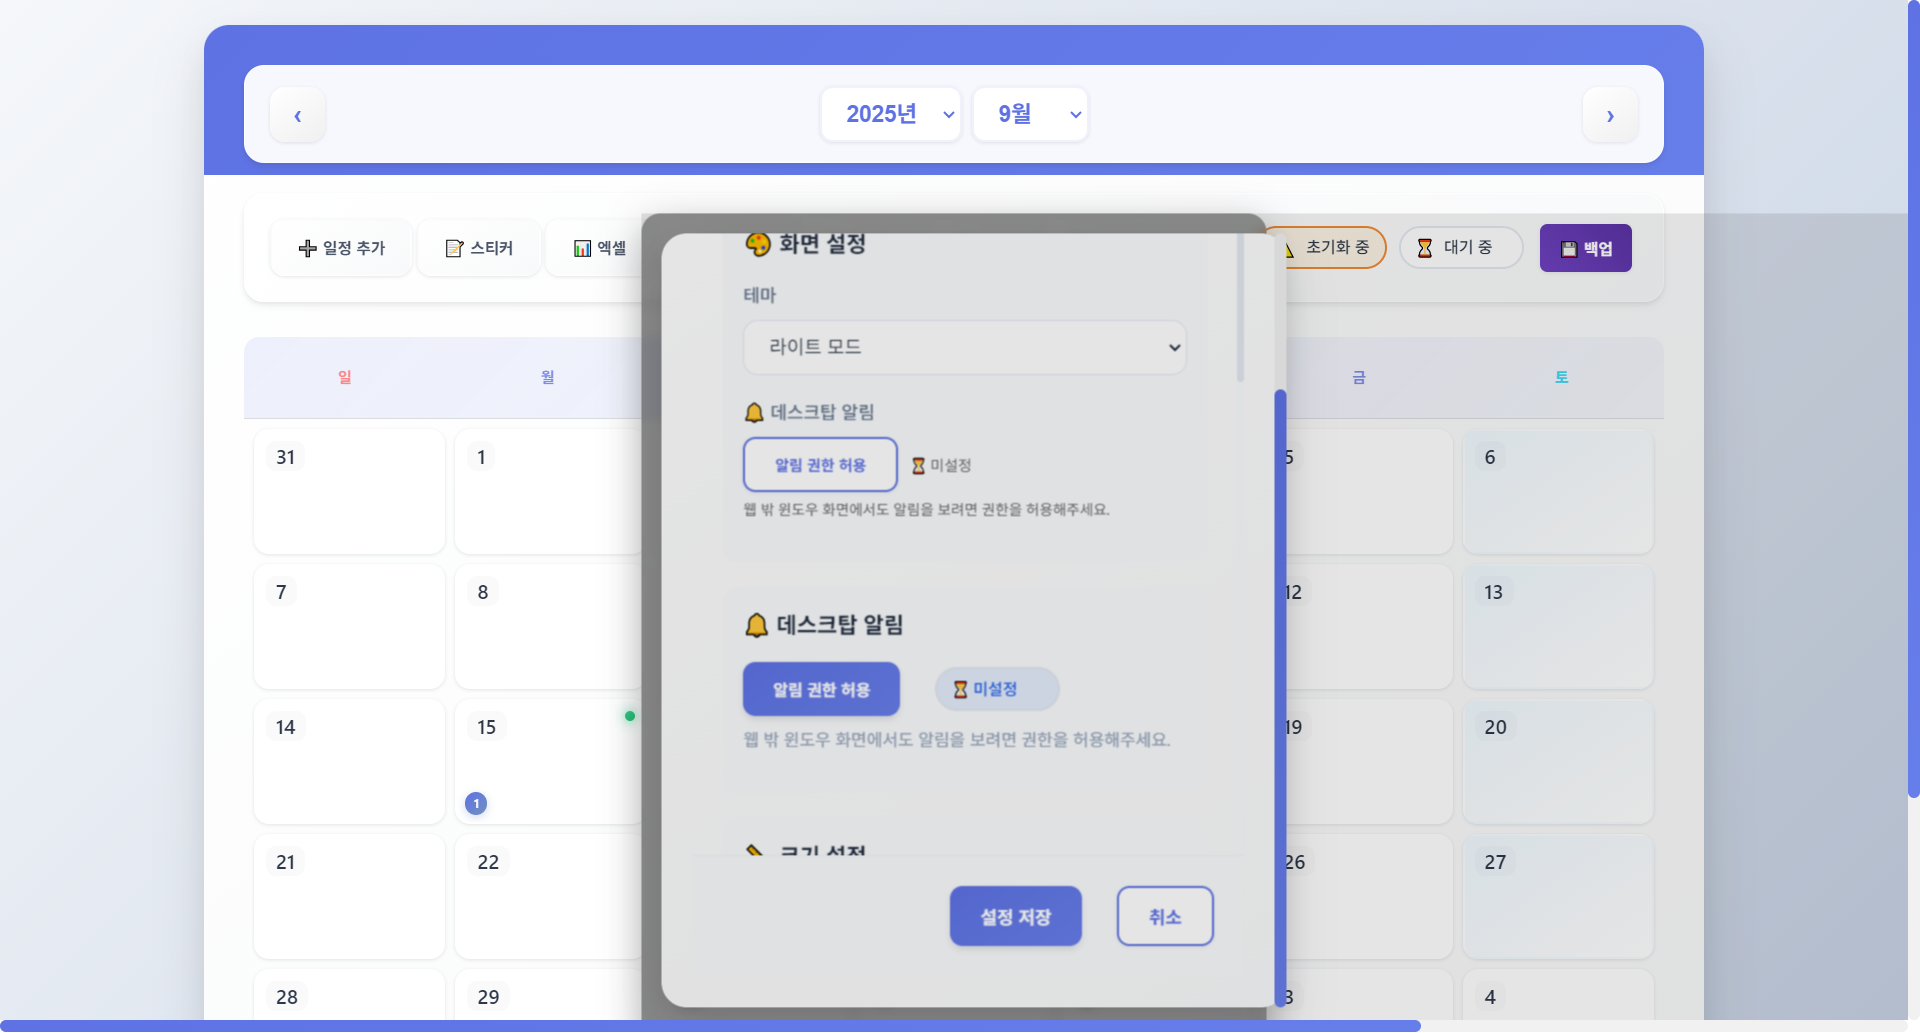 ‹
2025년
9월
›
➕ 일정 추가
📝 스티커
📊 엑셀
초기화 중
⏳ 대기 중
💾 백업
일
월
금
토
31
1
5
6
7
8
12
13
14
15
1
19
20
21
22
26
27
28
29
3
4
🎨 화면 설정
테마
라이트 모드
🔔 데스크탑 알림
알림 권한 허용
⏳ 미설정
웹 밖 윈도우 화면에서도 알림을 보려면 권한을 허용해주세요.
🔔 데스크탑 알림
알림 권한 허용
⏳ 미설정
웹 밖 윈도우 화면에서도 알림을 보려면 권한을 허용해주세요.
크기 설정
설정 저장
취소